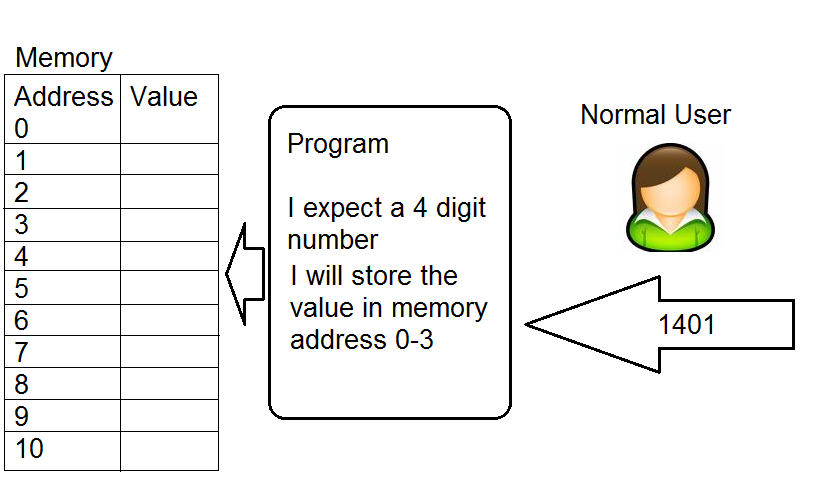 Memory
Address Value
0
1
2
3
4
5
6
7
8
9
10
Program
I expect a 4 digit
number
I will store the
value in memory
address 0-3
Normal User
1401